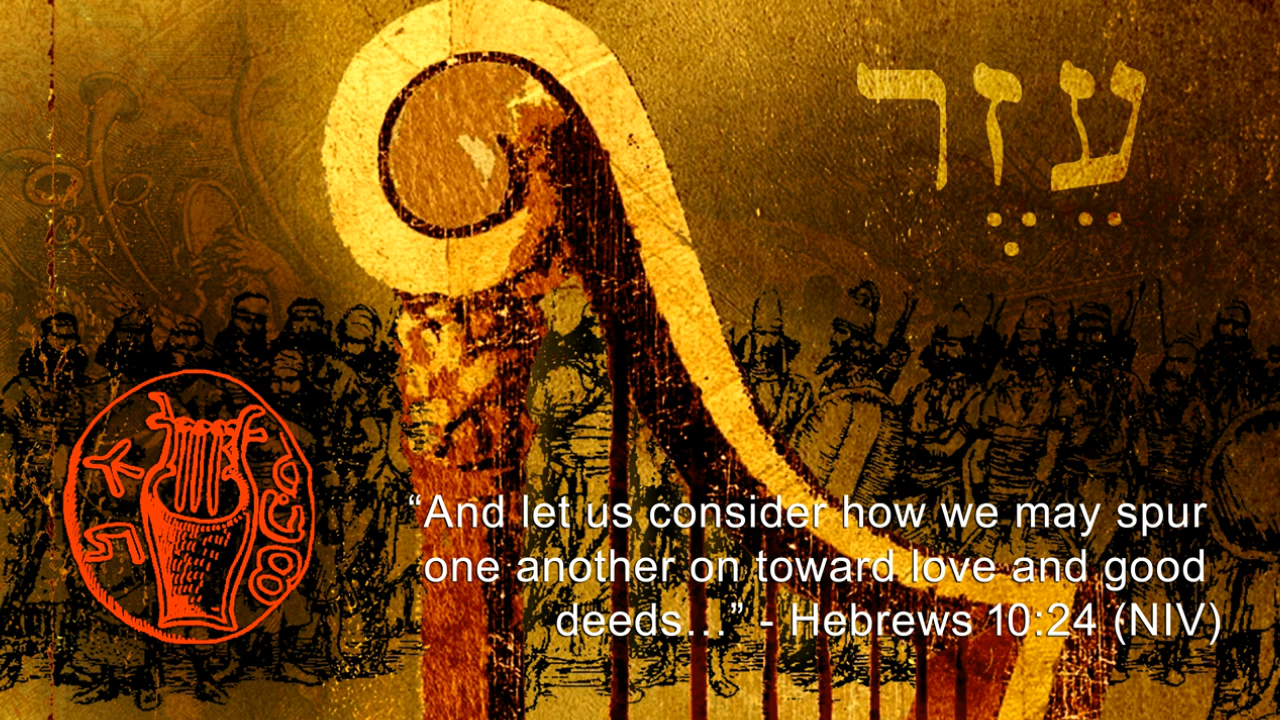 עֵזֶר
“And let us consider how we may spur
one another on toward love and good
deeds…” - Hebrews 10:24 (NIV)